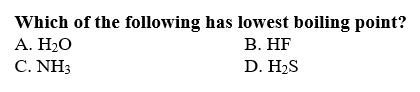 Which of the following has lowest boiling point?
A. H₂O B. HF
C. NH₃ D. H₂S